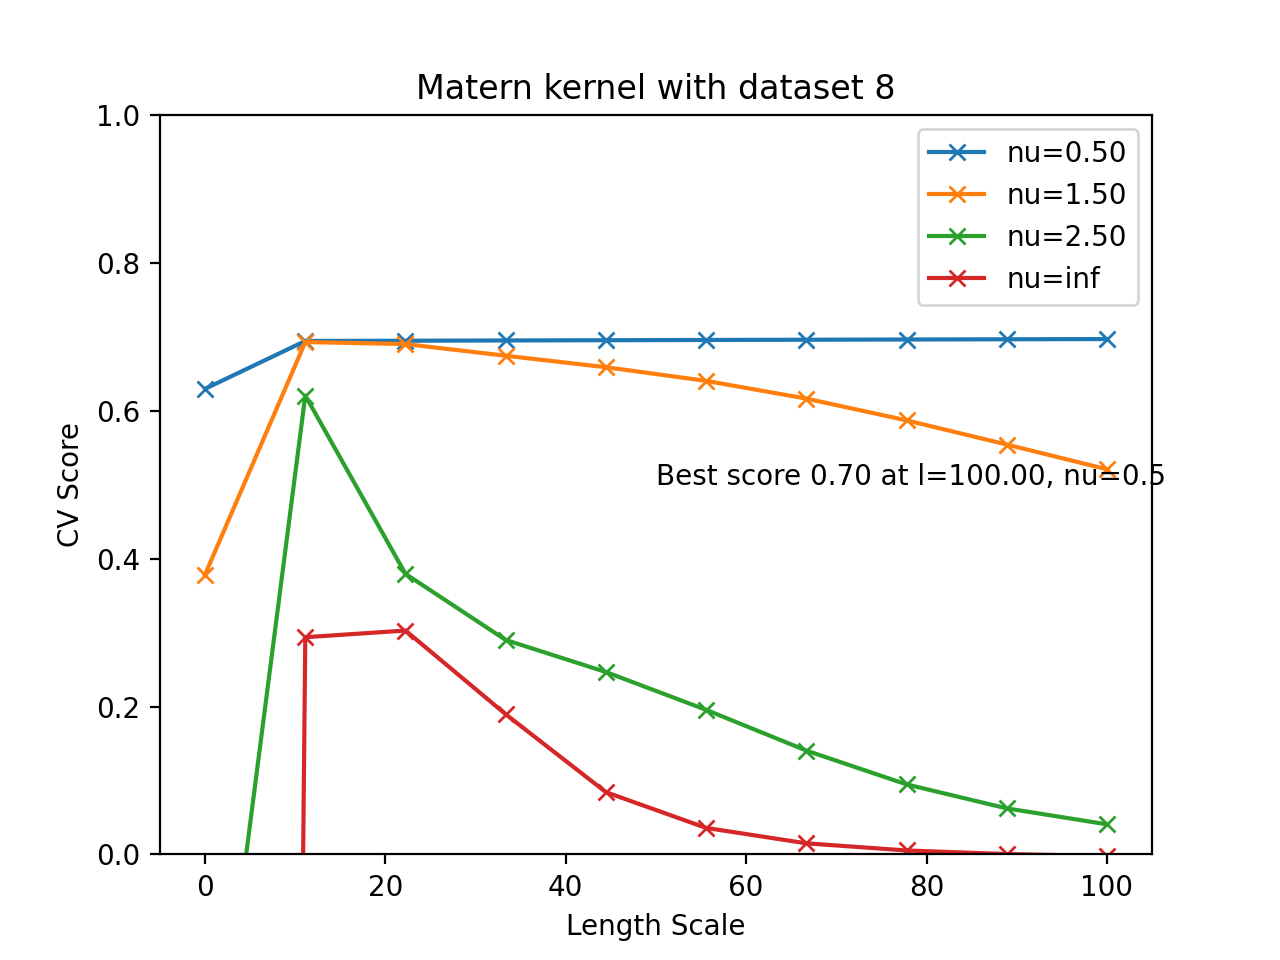 Matern kernel with dataset 8
1.0
0.8
0.6
0.4
0.2
0.0
CV Score
nu=0.50
nu=1.50
nu=2.50
nu=inf
Best score 0.70 at l=100.00, nu=0.5
0 20 40 60 80 100
Length Scale